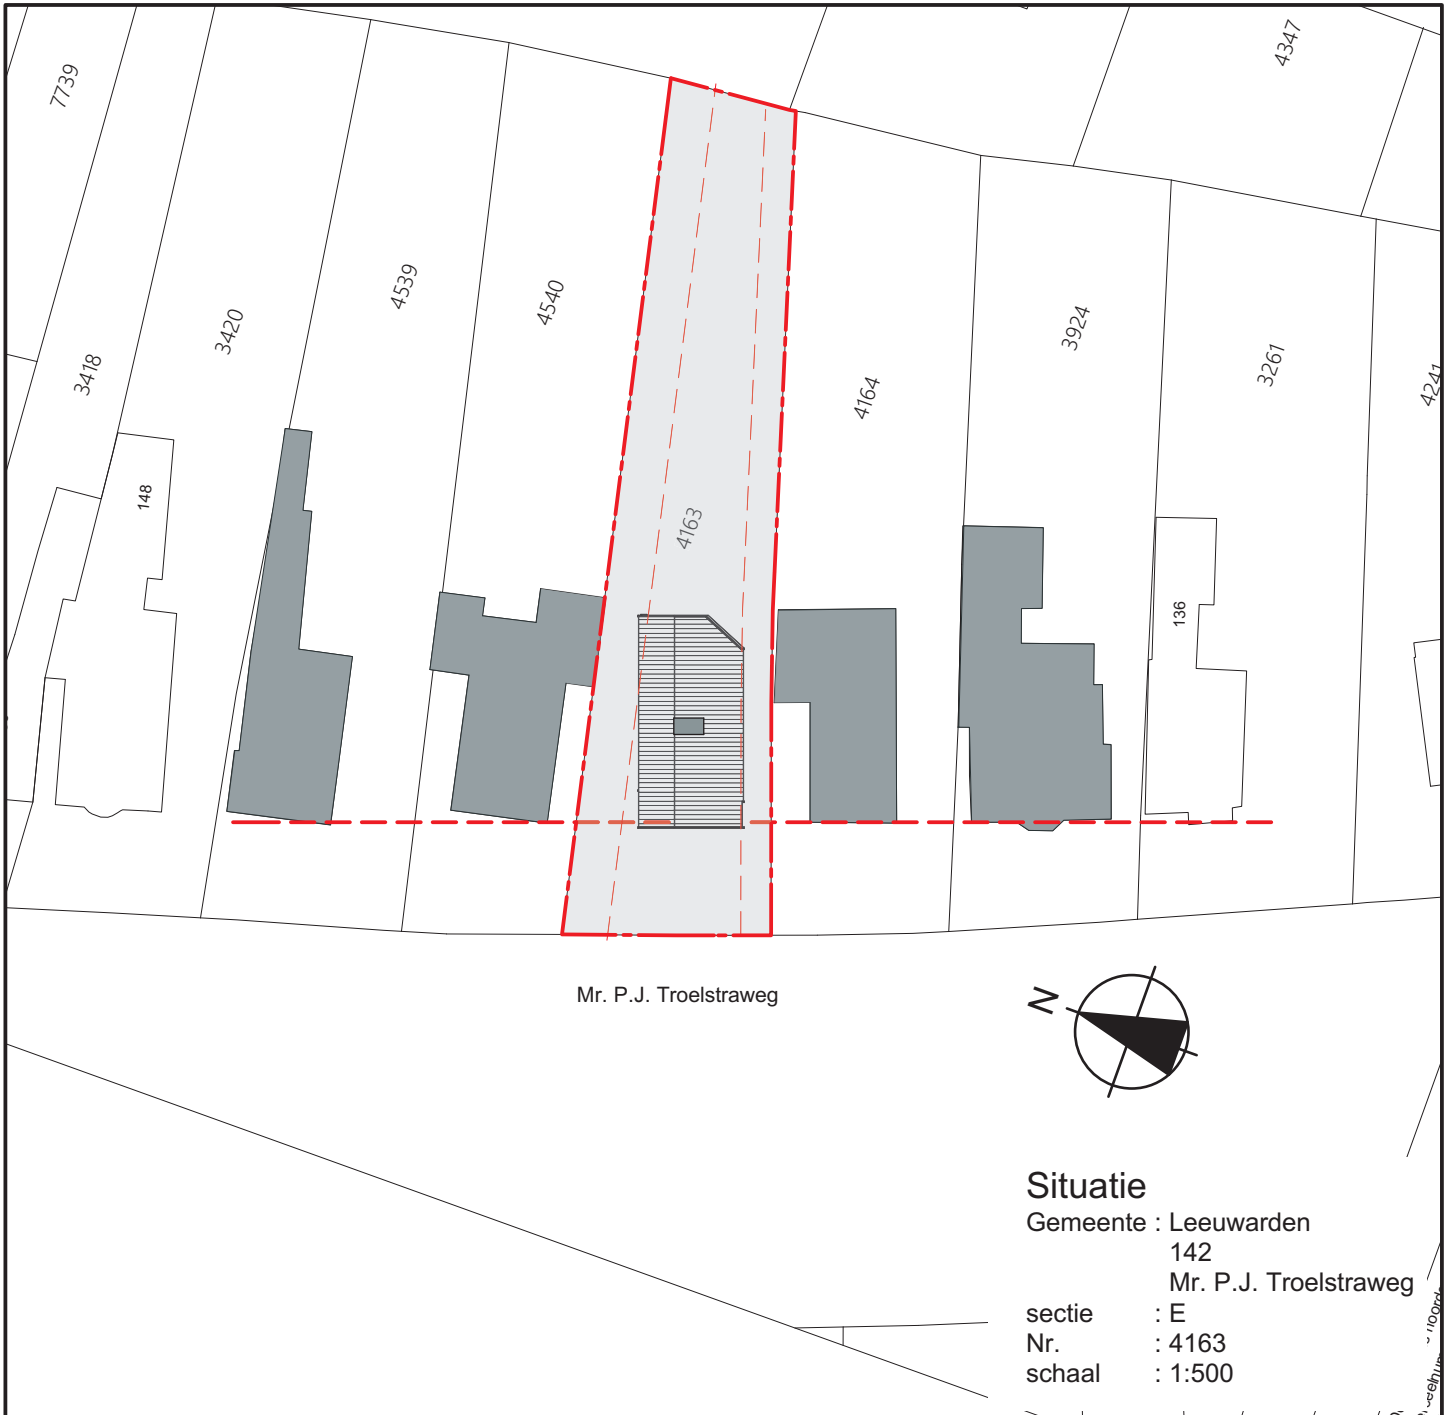 7739
4347
4539
4540
3420
3924
3261
3418
4164
4241
148
4163
136
Mr. P.J. Troelstraweg
N
Situatie
Gemeente : Leeuwarden
142
Mr. P.J. Troelstraweg
sectie : E
Nr. : 4163
schaal : 1:500